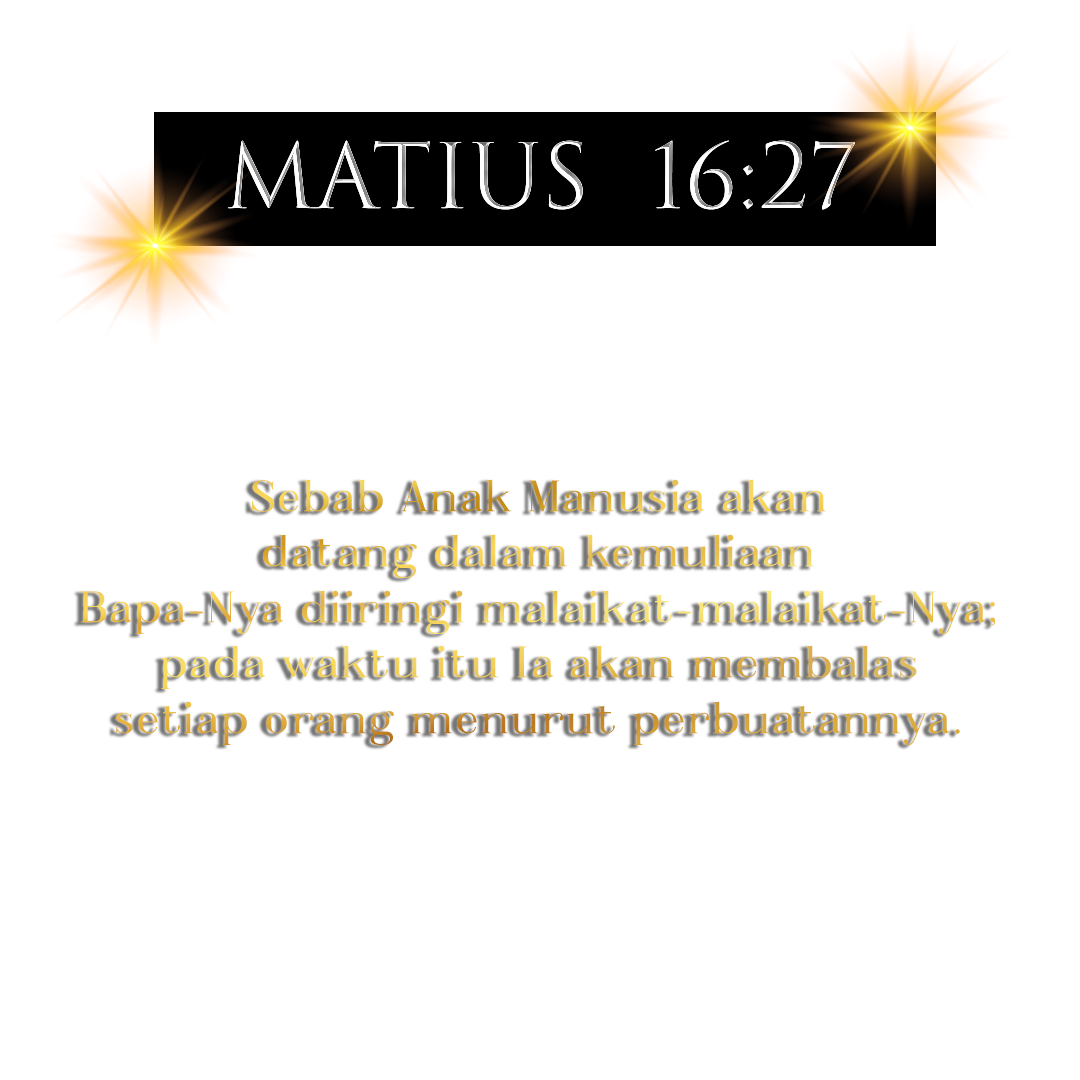 MATIUS 16:27
Sebab Anak Manusia akan
datang dalam kemuliaan
Bapa-Nya diiringi malaikat-malaikat-Nya;
pada waktu itu Ia akan membalas
setiap orang menurut perbuatannya.